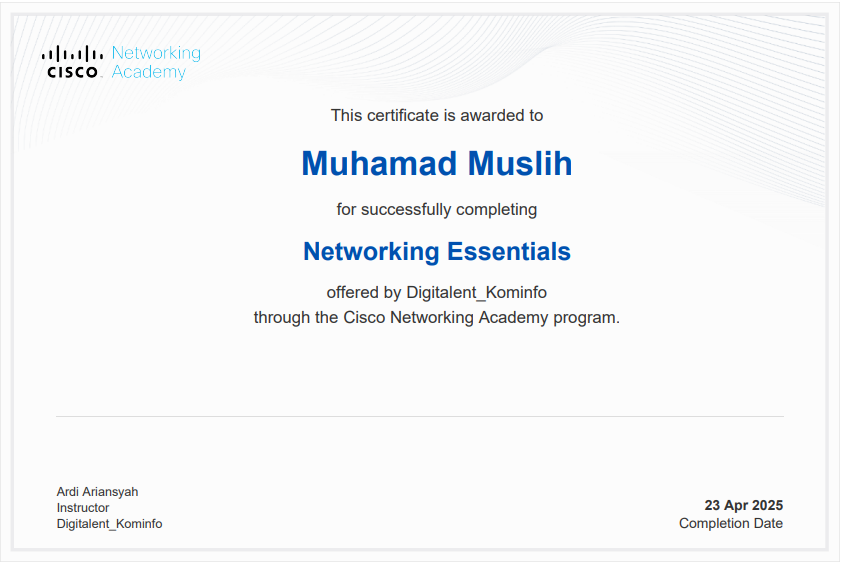 Networking
CISCO Academy
This certificate is awarded to
Muhamad Muslih
for successfully completing
Networking Essentials
offered by Digitalent_Kominfo
through the Cisco Networking Academy program.
Ardi Ariansyah
Instructor
Digitalent_Kominfo
23 Apr 2025
Completion Date